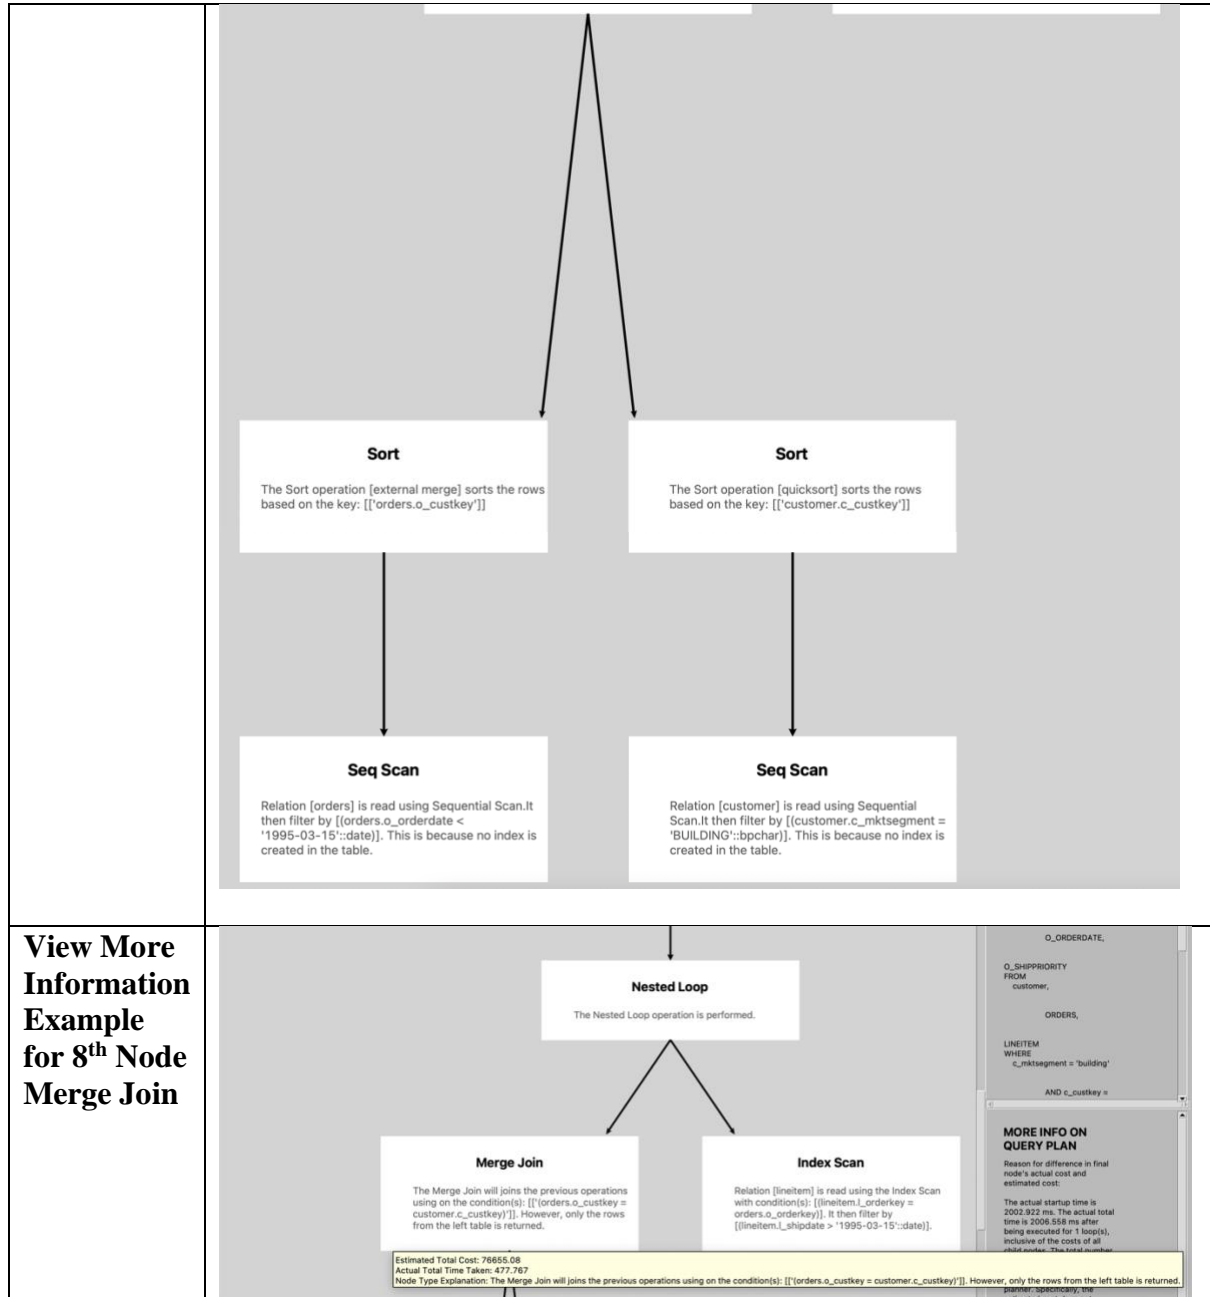 Sort
The Sort operation [external merge] sorts the rows
based on the key: [['orders.o_custkey']]
Sort
The Sort operation [quicksort] sorts the rows
based on the key: [['customer.c_custkey']]
Seq Scan
Relation [orders] is read using Sequential Scan.It
then filter by [(orders.o_orderdate <
'1995-03-15'::date)]. This is because no index is
created in the table.
Seq Scan
Relation [customer] is read using Sequential
Scan.It then filter by [(customer.c_mktsegment =
'BUILDING'::bpchar)]. This is because no index is
created in the table.
View More
Information
Example
for 8th Node
Merge Join
Nested Loop
The Nested Loop operation is performed.
Merge Join
The Merge Join will joins the previous operations
using on the condition(s): [['(orders.o_custkey =
customer.c_custkey)']]. However, only the rows
from the left table is returned.
Index Scan
Relation [lineitem] is read using the Index Scan
with condition(s): [(lineitem.l_orderkey =
orders.o_orderkey)]. It then filter by
[(lineitem.l_shipdate > '1995-03-15'::date)].
Estimated Total Cost: 76655.08
Actual Total Time Taken: 477.767
Node Type Explanation: The Merge Join will joins the previous operations using on the condition(s): [['(orders.o_custkey = customer.c_custkey)']]. However, only the rows from the left table is returned.
O_ORDERDATE,
O_SHIPPRIORITY
FROM
customer,
ORDERS,
LINEITEM
WHERE
c_mktsegment = 'building'
AND c_custkey =
MORE INFO ON
QUERY PLAN
Reason for difference in final
node's actual cost and
estimated cost:
The actual startup time is
2002.922 ms. The actual total
time is 2006.558 ms after
being executed for 1 loop(s),
inclusive of the costs of all
child nodes. The total number
planner. Specifically, the